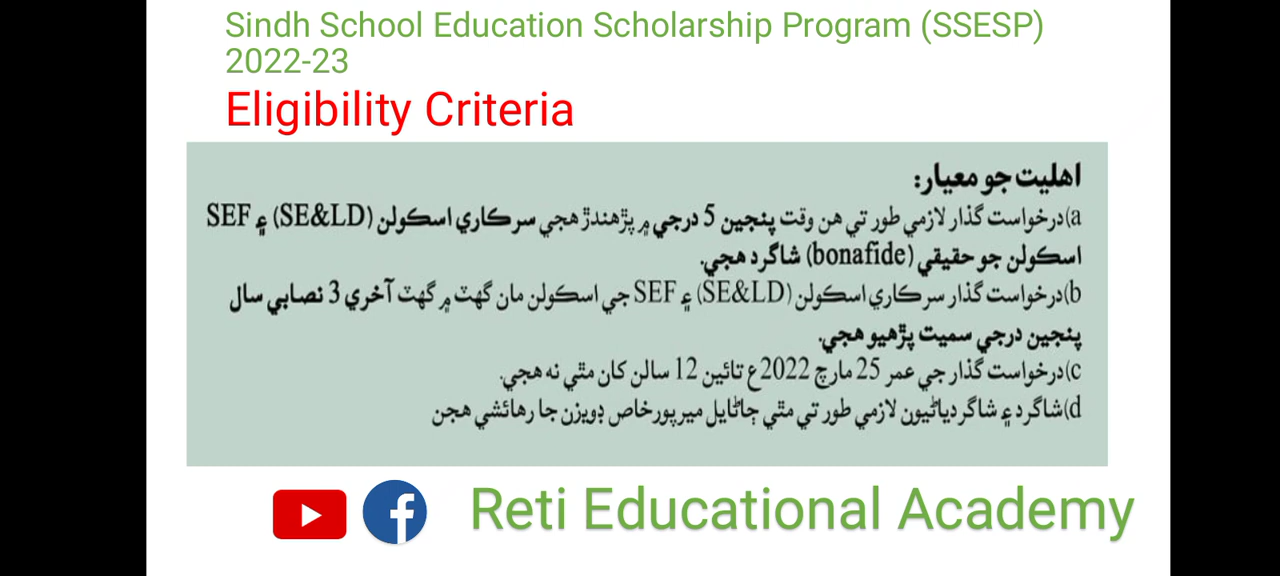 Sindh School Education Scholarship Program (SSESP)
2022-23
Eligibility Criteria
اهليت جو معيار:
a)درخواست گذار لازمي طور تي هن وقت پنجين 5 درجي ۾ پڙهندڙ هجي سرڪاري اسڪولن (SE&LD) ۽ SEF
اسڪولن جو حقيقي (bonafide) شاگرد هجي.
b)درخواست گذار سرڪاري اسڪولن (SE&LD) ۽ SEF جي اسڪولن مان گهٽ ۾ گهٽ آخري 3 نصابي سال
پنجين درجي سميت پڙهيو هجي.
c)درخواست گذار جي عمر 25 مارچ 2022ع تائين 12 سالن کان مٿي نه هجي.
d)شاگرد ۽ شاگردياڻيون لازمي طور تي مٿي ڄاڻايل ميرپورخاص ڊويزن جا رهائشي هجن
Reti Educational Academy